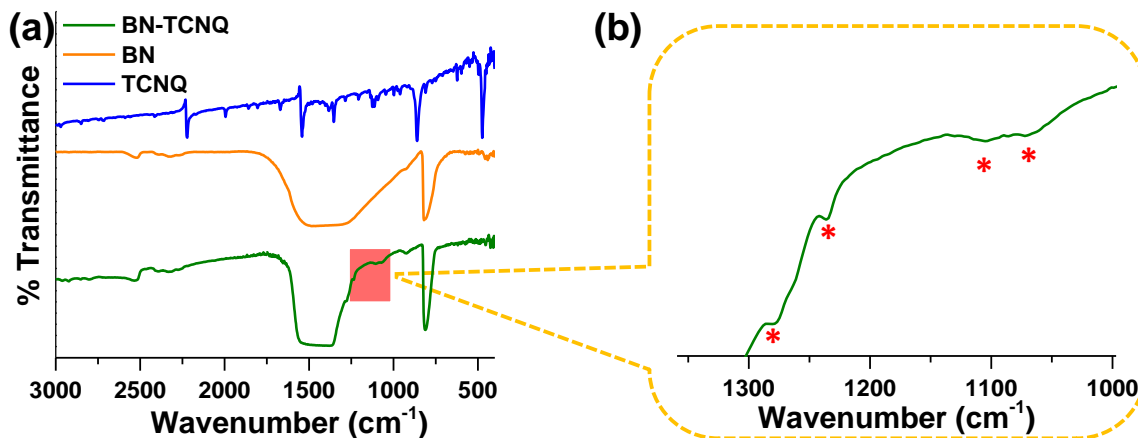 (a)
BN-TCNQ
BN
TCNQ
% Transmittance
3000 2500 2000 1500 1000 500
Wavenumber (cm⁻¹)
(b)
*
*
*
*
1300 1200 1100 1000
Wavenumber (cm⁻¹)